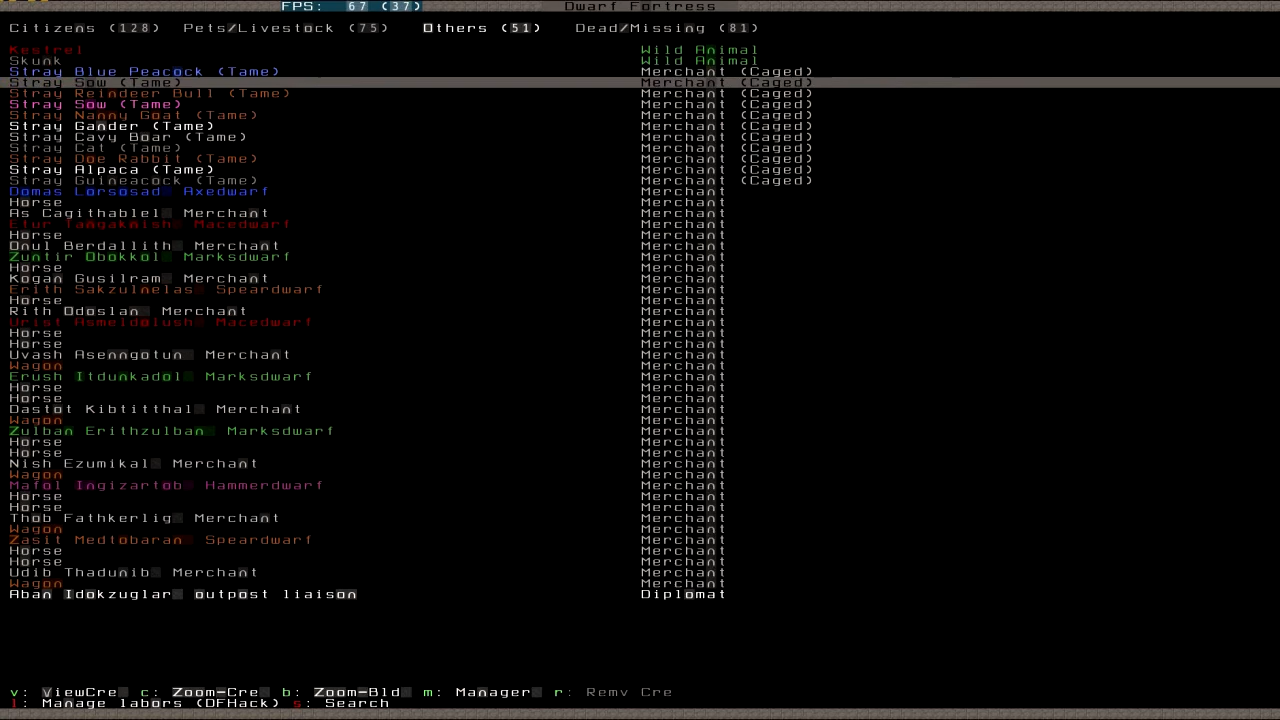 FPS: 67 (37) Dwarf Fortress
Citizens (128) Pets/Livestock (75) Others (51) Dead/Missing (81)
Kestrel Wild Animal
Skunk Wild Animal
Stray Blue Peacock (Tame) Merchant (Caged)
Stray Sow (Tame) Merchant (Caged)
Stray Reindeer Bull (Tame) Merchant (Caged)
Stray Sow (Tame) Merchant (Caged)
Stray Nanny Goat (Tame) Merchant (Caged)
Stray Gander (Tame) Merchant (Caged)
Stray Cavy Boar (Tame) Merchant (Caged)
Stray Cat (Tame) Merchant (Caged)
Stray Doe Rabbit (Tame) Merchant (Caged)
Stray Alpaca (Tame) Merchant (Caged)
Stray Guineacock (Tame) Merchant (Caged)
Domas Lorsosad Axedwarf Merchant
Horse Merchant
As Cagithablel Merchant Merchant
Efur Tangaknish Macedwarf Merchant
Horse Merchant
Onul Berdallith Merchant Merchant
Zuntir Obokkol Marksdwarf Merchant
Horse Merchant
Kogan Gusilram Merchant Merchant
Erith Sakzulnelas Speardwarf Merchant
Horse Merchant
Rith Odoslan Merchant Merchant
Urist Asmeldolush Macedwarf Merchant
Horse Merchant
Horse Merchant
Uvash Asenngotun Merchant Merchant
Wagon Merchant
Erush Itdunkadol Marksdwarf Merchant
Horse Merchant
Horse Merchant
Dastot Kibtitthal Merchant Merchant
Wagon Merchant
Zulban Erithzulban Marksdwarf Merchant
Horse Merchant
Horse Merchant
Nish Ezumikal Merchant Merchant
Wagon Merchant
Mafol Ingizartob Hammerdwarf Merchant
Horse Merchant
Horse Merchant
Thob Fathkerlig Merchant Merchant
Wagon Merchant
Zasit Medtobaran Speardwarf Merchant
Horse Merchant
Horse Merchant
Udib Thadunib Merchant Merchant
Wagon Merchant
Aban Idokzuglar outpost liaison Diplomat
v: ViewCre c: Zoom-Cre b: Zoom-Bld m: Manager r: Remv Cre
l: Manage labors (DFHack) s: Search